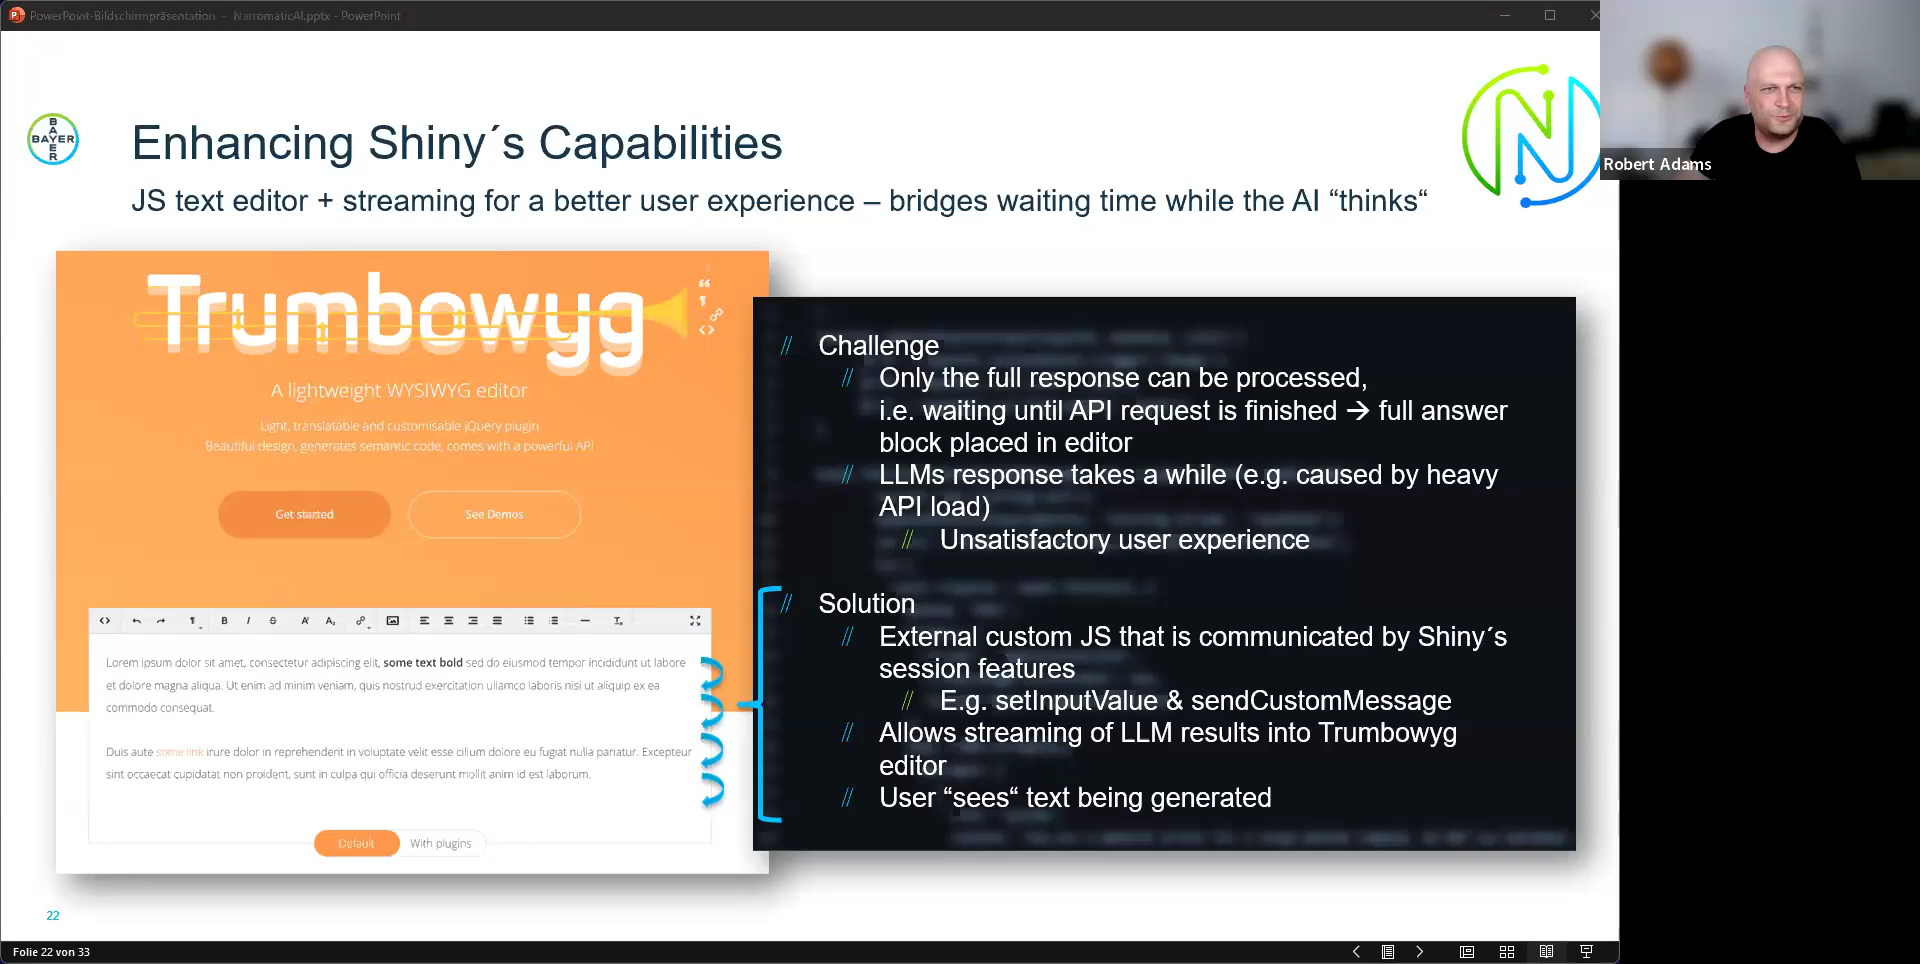 PowerPoint-Bildschirmpräsentation - NarromaticAI.pptx - PowerPoint
Robert Adams
BAYER
BAYER
Enhancing Shiny´s Capabilities
JS text editor + streaming for a better user experience – bridges waiting time while the AI “thinks“
Trumbowyg
A lightweight WYSIWYG editor
Light, translatable and customisable jQuery plugin
Beautiful design, generates semantic code, comes with a powerful API
Get started
See Demos
Lorem ipsum dolor sit amet, consectetur adipiscing elit, some text bold sed do eiusmod tempor incididunt ut labore
et dolore magna aliqua. Ut enim ad minim veniam, quis nostrud exercitation ullamco laboris nisi ut aliquip ex ea
commodo consequat.
Duis aute some link irure dolor in reprehenderit in voluptate velit esse cillum dolore eu fugiat nulla pariatur. Excepteur
sint occaecat cupidatat non proident, sunt in culpa qui officia deserunt mollit anim id est laborum.
Default
With plugins
// Challenge
// Only the full response can be processed,
i.e. waiting until API request is finished → full answer
block placed in editor
// LLMs response takes a while (e.g. caused by heavy
API load)
// Unsatisfactory user experience
// Solution
// External custom JS that is communicated by Shiny´s
session features
// E.g. setInputValue & sendCustomMessage
// Allows streaming of LLM results into Trumbowyg
editor
// User “sees“ text being generated
22
Folie 22 von 33